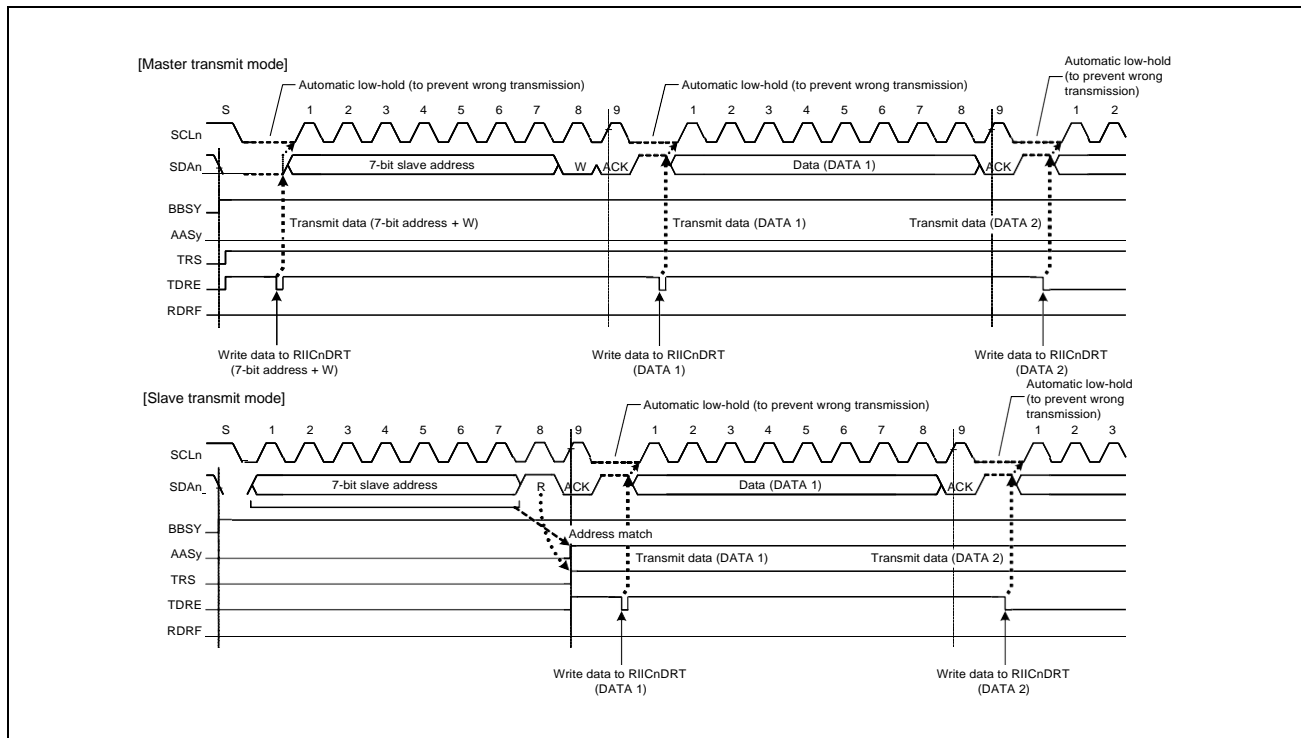 [Master transmit mode]
Automatic low-hold (to prevent wrong transmission)
Automatic low-hold (to prevent wrong transmission)
Automatic low-hold
(to prevent wrong
transmission)
S 1 2 3 4 5 6 7 8 9 1 2 3 4 5 6 7 8 9 1 2
SCLn
SDAn 7-bit slave address W ACK Data (DATA 1) ACK
BBSY
Transmit data (7-bit address + W) Transmit data (DATA 1) Transmit data (DATA 2)
AASy
TRS
TDRE
RDRF
Write data to RIICnDRT
(7-bit address + W)
Write data to RIICnDRT
(DATA 1)
Write data to RIICnDRT
(DATA 2)
[Slave transmit mode]
Automatic low-hold (to prevent wrong transmission)
Automatic low-hold
(to prevent wrong
transmission)
S 1 2 3 4 5 6 7 8 9 1 2 3 4 5 6 7 8 9 1 2 3
SCLn
SDAn 7-bit slave address R ACK Data (DATA 1) ACK
BBSY
Address match
AASy Transmit data (DATA 1) Transmit data (DATA 2)
TRS
TDRE
RDRF
Write data to RIICnDRT
(DATA 1)
Write data to RIICnDRT
(DATA 2)